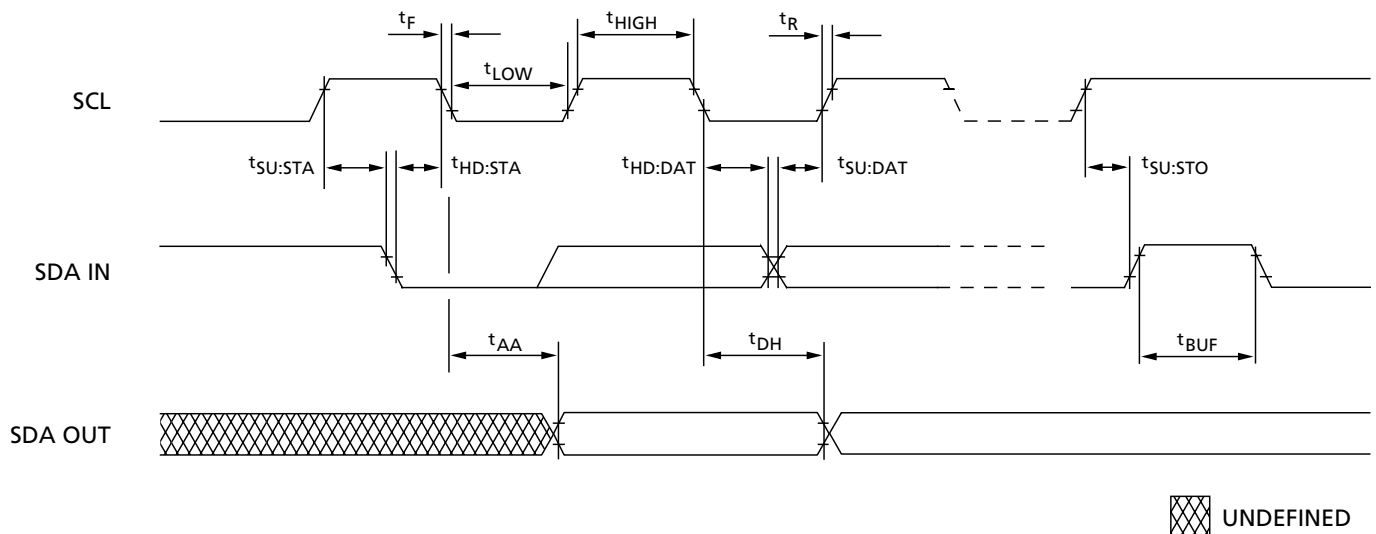 tF
tHIGH
tR
tLOW
SCL
tSU:STA
tHD:STA
tHD:DAT
tSU:DAT
tSU:STO
SDA IN
tAA
tDH
tBUF
SDA OUT
UNDEFINED